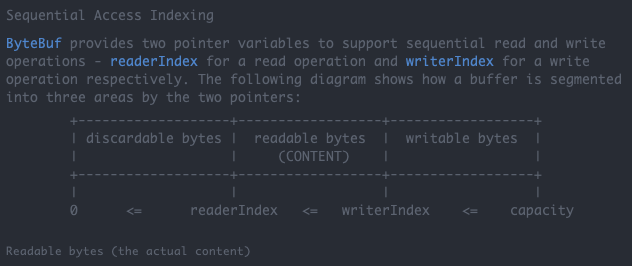 Sequential Access Indexing
ByteBuf provides two pointer variables to support sequential read and write
operations - readerIndex for a read operation and writerIndex for a write
operation respectively. The following diagram shows how a buffer is segmented
into three areas by the two pointers:
+-------------------+------------------+------------------+
| discardable bytes |  readable bytes  |  writable bytes  |
|                   |     (CONTENT)    |                  |
+-------------------+------------------+------------------+
|                   |                  |                  |
0      <=      readerIndex   <=   writerIndex    <=    capacity
Readable bytes (the actual content)